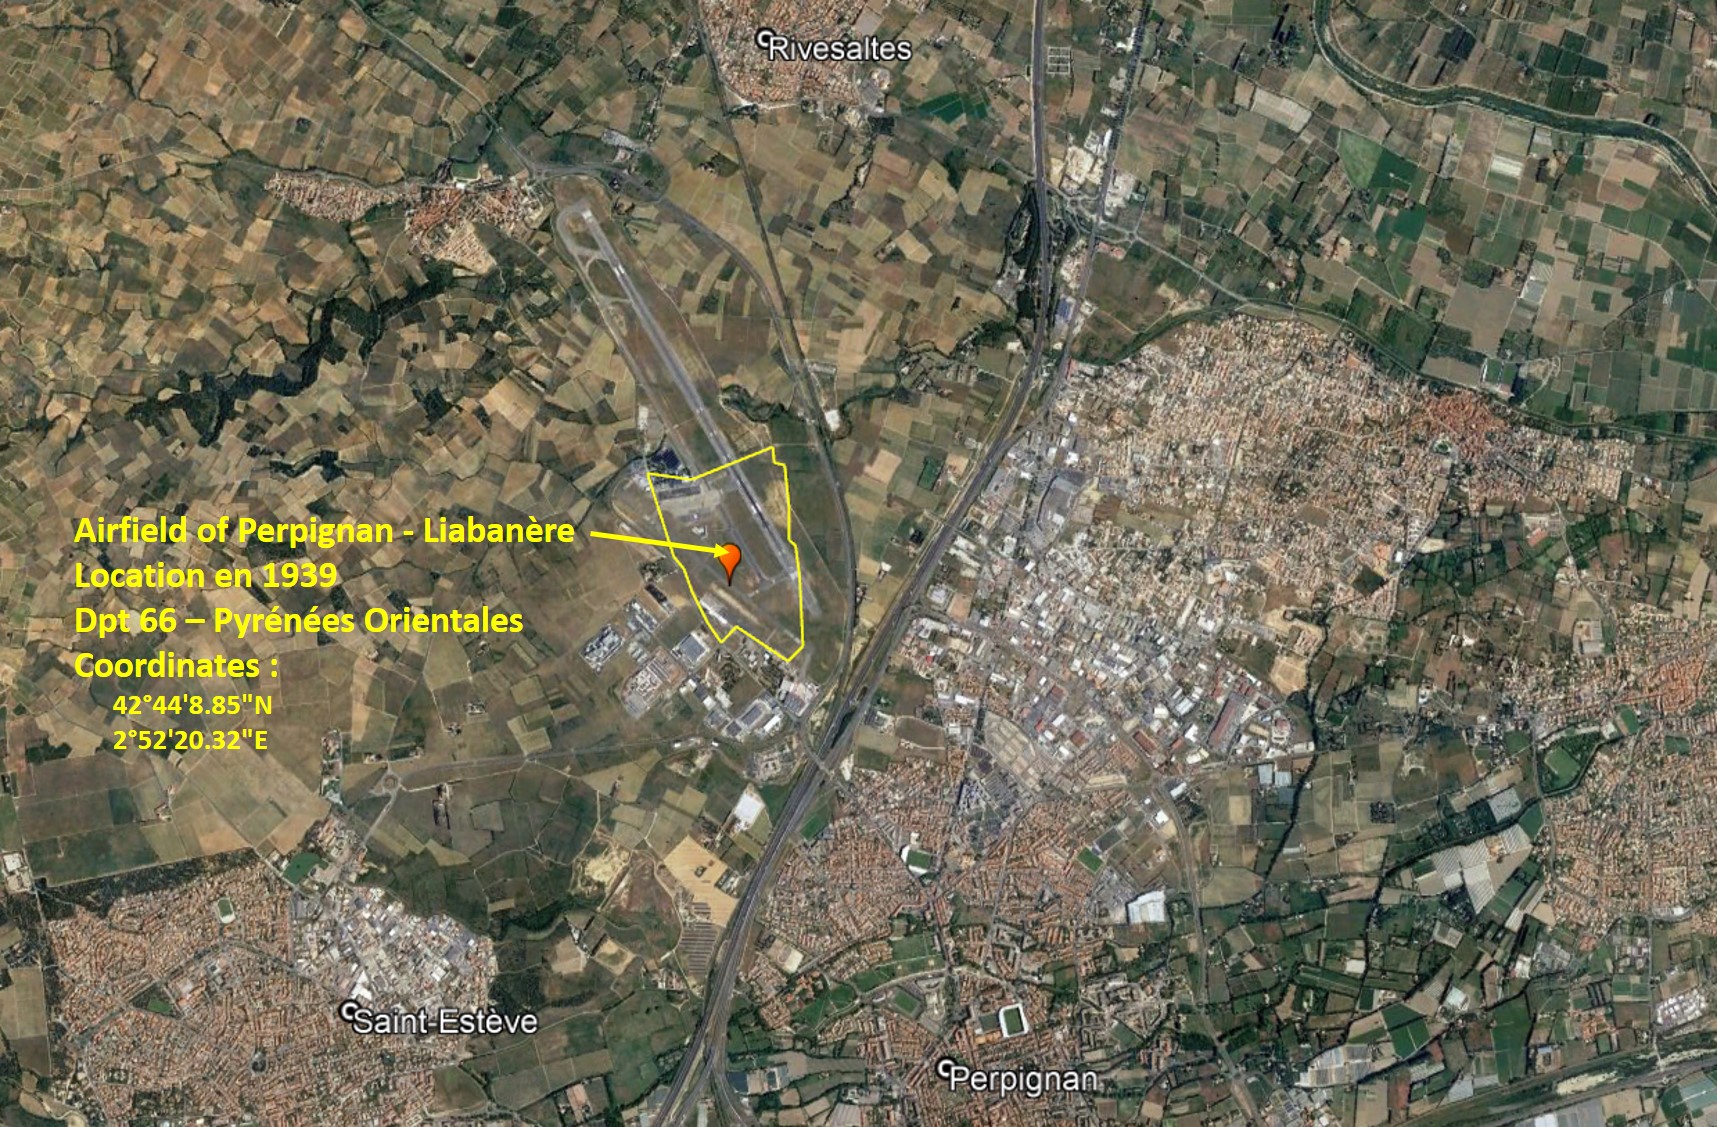 Rivesaltes
Airfield of Perpignan - Liabanère
Location en 1939
Dpt 66 – Pyrénées Orientales
Coordinates :
42°44'8.85"N
2°52'20.32"E
Saint-Estève
Perpignan